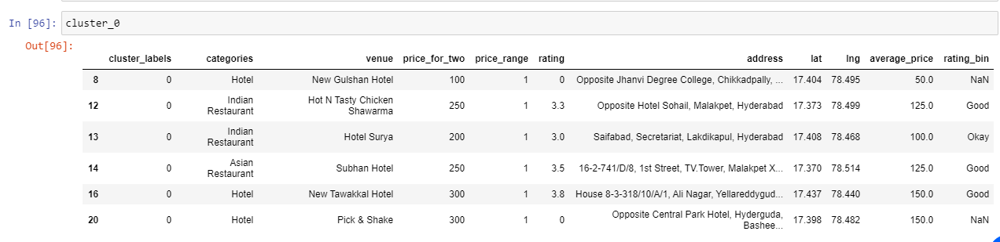 In [96]: cluster_0
Out[96]:
cluster_labels categories venue price_for_two price_range rating address lat lng average_price rating_bin
8 0 Hotel New Gulshan Hotel 100 1 0 Opposite Jhanvi Degree College, Chikkadpally, ... 17.404 78.495 50.0 NaN
12 0 Indian Restaurant Hot N Tasty Chicken Shawarma 250 1 3.3 Opposite Hotel Sohail, Malakpet, Hyderabad 17.373 78.499 125.0 Good
13 0 Indian Restaurant Hotel Surya 200 1 3.0 Saifabad, Secretariat, Lakdikapul, Hyderabad 17.408 78.468 100.0 Okay
14 0 Asian Restaurant Subhan Hotel 250 1 3.5 16-2-741/D/8, 1st Street, TV.Tower, Malakpet X... 17.370 78.514 125.0 Good
16 0 Hotel New Tawakkal Hotel 300 1 3.8 House 8-3-318/10/A/1, Ali Nagar, Yellareddygud... 17.437 78.440 150.0 Good
20 0 Hotel Pick & Shake 300 1 0 Opposite Central Park Hotel, Hyderguda, Bashee... 17.398 78.482 150.0 NaN